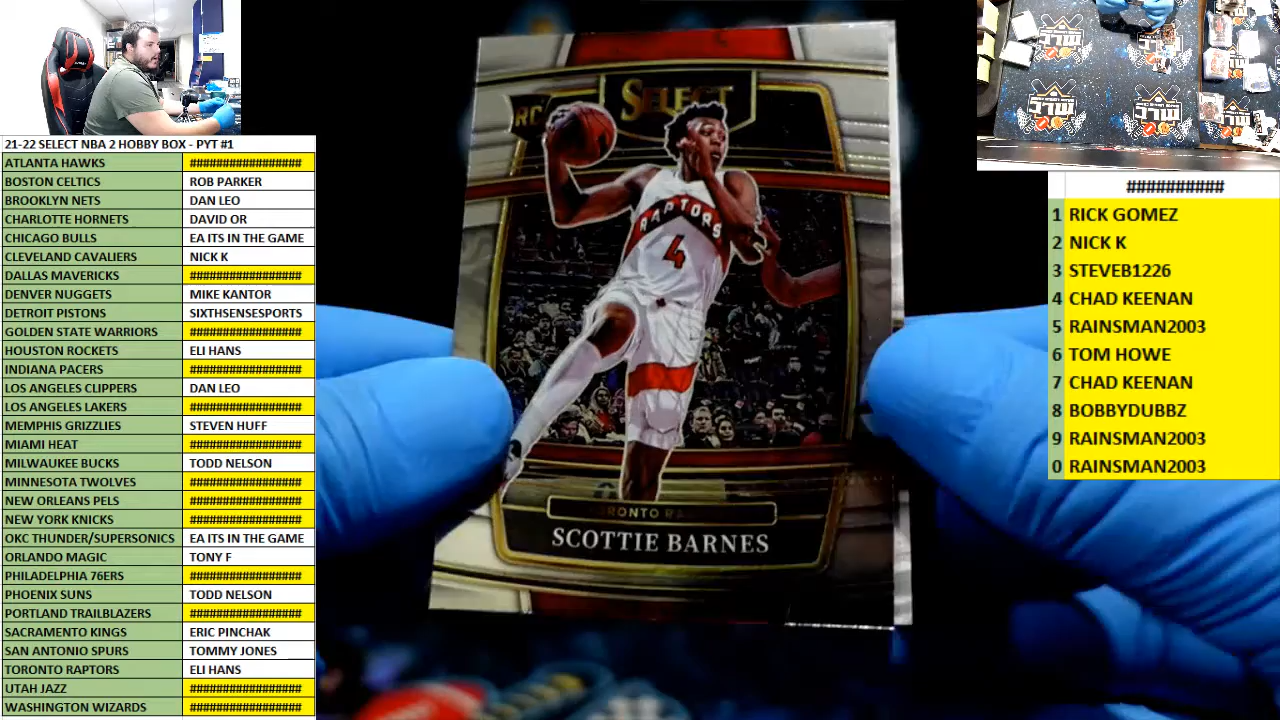 21-22 SELECT NBA 2 HOBBY BOX - PYT #1
ATLANTA HAWKS ################
BOSTON CELTICS ROB PARKER
BROOKLYN NETS DAN LEO
CHARLOTTE HORNETS DAVID OR
CHICAGO BULLS EA ITS IN THE GAME
CLEVELAND CAVALIERS NICK K
DALLAS MAVERICKS ################
DENVER NUGGETS MIKE KANTOR
DETROIT PISTONS SIXTHSENSESPORTS
GOLDEN STATE WARRIORS ################
HOUSTON ROCKETS ELI HANS
INDIANA PACERS ################
LOS ANGELES CLIPPERS DAN LEO
LOS ANGELES LAKERS ################
MEMPHIS GRIZZLIES STEVEN HUFF
MIAMI HEAT ################
MILWAUKEE BUCKS TODD NELSON
MINNESOTA TWOLVES ################
NEW ORLEANS PELS ################
NEW YORK KNICKS ################
OKC THUNDER/SUPERSONICS EA ITS IN THE GAME
ORLANDO MAGIC TONY F
PHILADELPHIA 76ERS ################
PHOENIX SUNS TODD NELSON
PORTLAND TRAILBLAZERS ################
SACRAMENTO KINGS ERIC PINCHAK
SAN ANTONIO SPURS TOMMY JONES
TORONTO RAPTORS ELI HANS
UTAH JAZZ ################
WASHINGTON WIZARDS ################
RC SELECT
RAPTORS
4
SCOTTIE BARNES
##########
1 RICK GOMEZ
2 NICK K
3 STEVEB1226
4 CHAD KEENAN
5 RAINSMAN2003
6 TOM HOWE
7 CHAD KEENAN
8 BOBBYDUBBZ
9 RAINSMAN2003
0 RAINSMAN2003